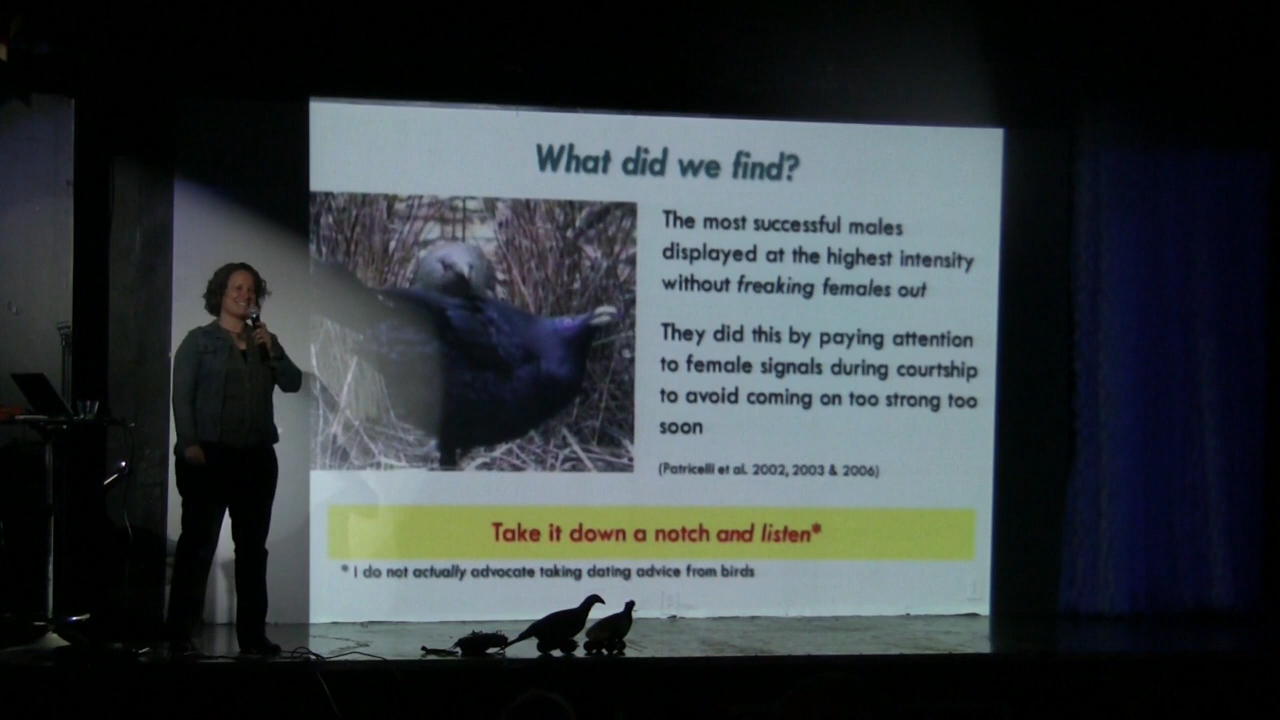 What did we find?
The most successful males
displayed at the highest intensity
without freaking females out
They did this by paying attention
to female signals during courtship
to avoid coming on too strong too
soon
(Patricelli et al. 2002, 2003 & 2006)
Take it down a notch and listen*
* I do not actually advocate taking dating advice from birds